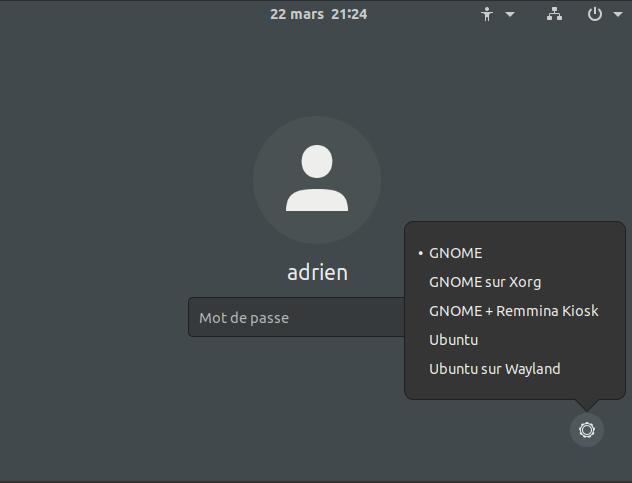 22 mars 21:24
adrien
Mot de passe
GNOME
GNOME sur Xorg
GNOME + Remmina Kiosk
Ubuntu
Ubuntu sur Wayland